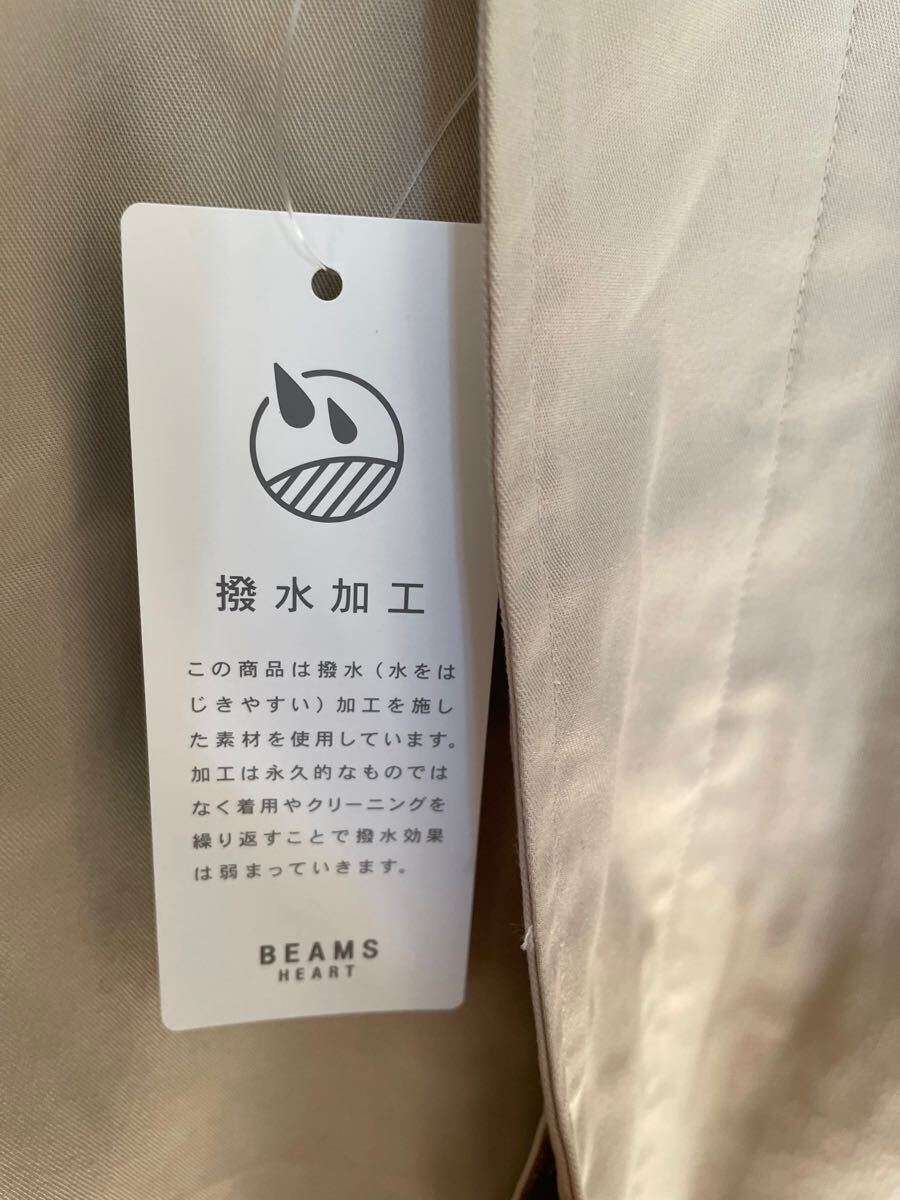 撥水加工
この商品は撥水（水をは
じきやすい）加工を施し
た素材を使用しています。
加工は永久的なものでは
なく着用やクリーニングを
繰り返すことで撥水効果
は弱まっていきます。
BEAMS
HEART